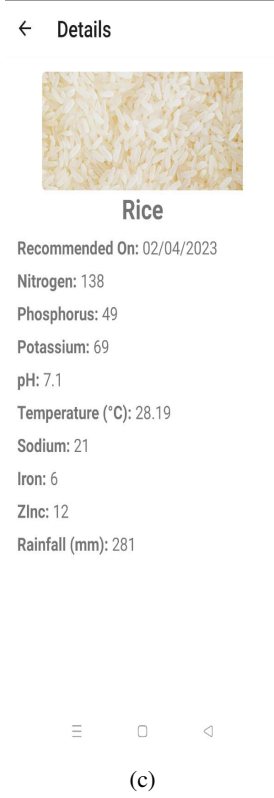 Details
Rice
Recommended On: 02/04/2023
Nitrogen: 138
Phosphorus: 49
Potassium: 69
pH: 7.1
Temperature (°C): 28.19
Sodium: 21
Iron: 6
ZInc: 12
Rainfall (mm): 281
(c)